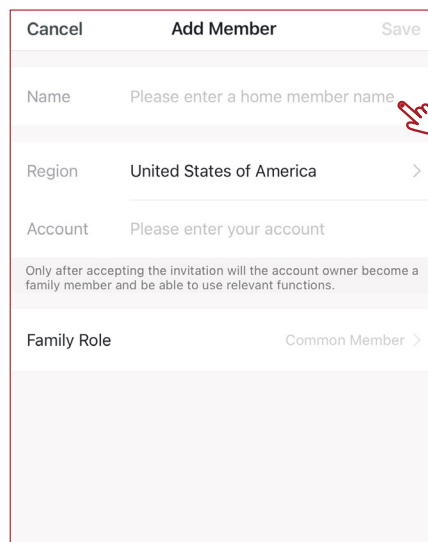 Cancel Add Member Save
Name Please enter a home member name
Region United States of America
Account Please enter your account
Only after accepting the invitation will the account owner become a
family member and be able to use relevant functions.
Family Role Common Member